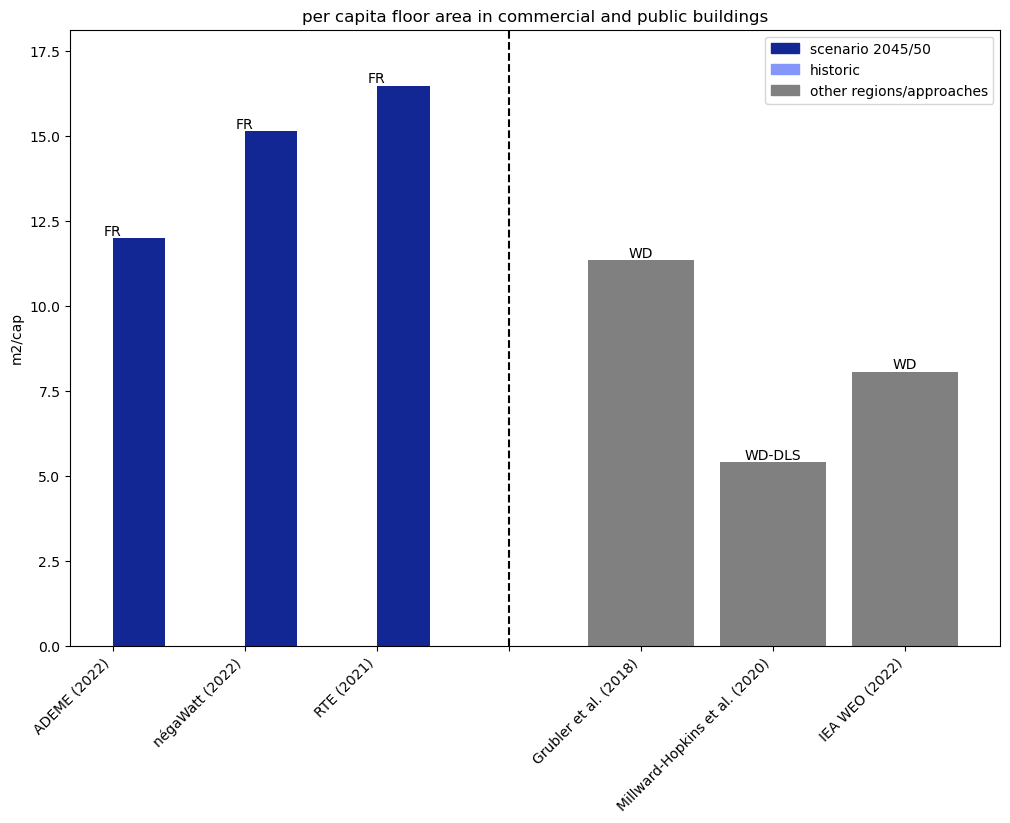 per capita floor area in commercial and public buildings
17.5
15.0
12.5
10.0
7.5
5.0
2.5
0.0
m2/cap
FR
FR
FR
WD
WD-DLS
WD
scenario 2045/50
historic
other regions/approaches
ADEME (2022)
négaWatt (2022)
RTE (2021)
Grubler et al. (2018)
Millward-Hopkins et al. (2020)
IEA WEO (2022)